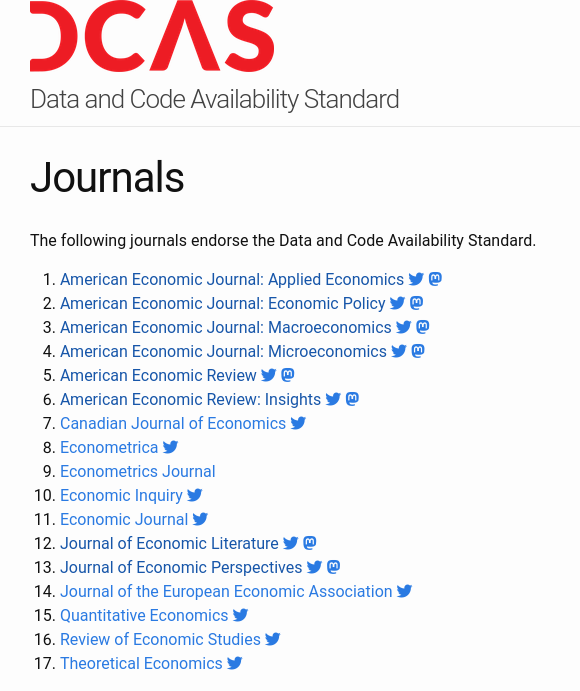 DCAS
Data and Code Availability Standard
Journals
The following journals endorse the Data and Code Availability Standard.
1. American Economic Journal: Applied Economics
2. American Economic Journal: Economic Policy
3. American Economic Journal: Macroeconomics
4. American Economic Journal: Microeconomics
5. American Economic Review
6. American Economic Review: Insights
7. Canadian Journal of Economics
8. Econometrica
9. Econometrics Journal
10. Economic Inquiry
11. Economic Journal
12. Journal of Economic Literature
13. Journal of Economic Perspectives
14. Journal of the European Economic Association
15. Quantitative Economics
16. Review of Economic Studies
17. Theoretical Economics